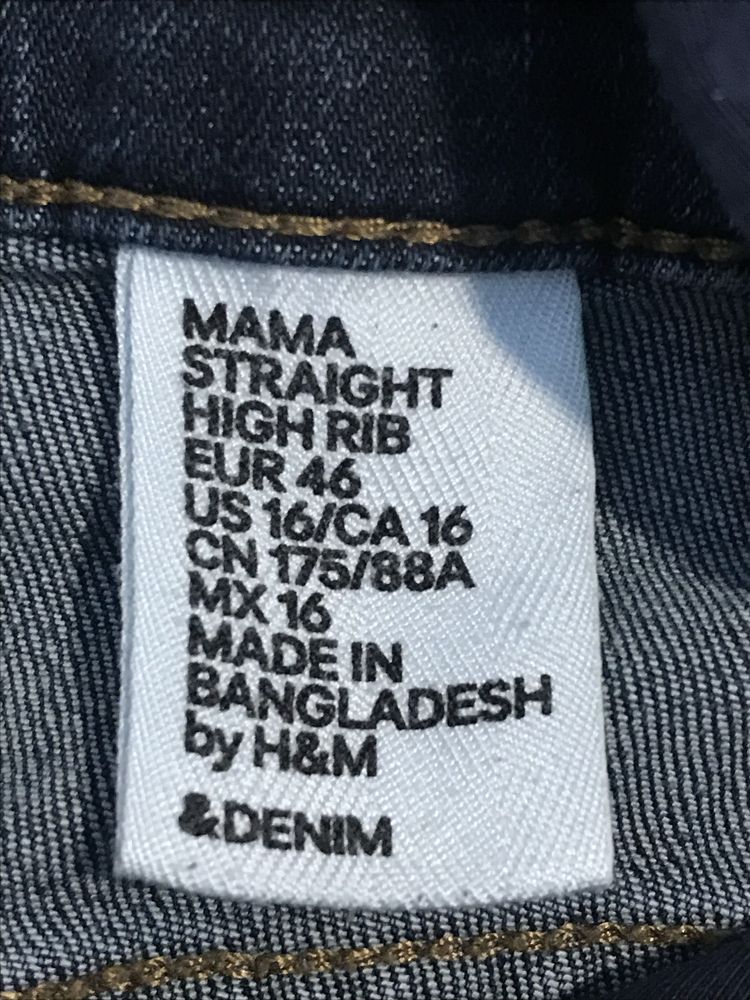 MAMA
STRAIGHT
HIGH RIB
EUR 46
US 16/CA 16
CN 175/88A
MX 16
MADE IN
BANGLADESH
by H&M
&DENIM